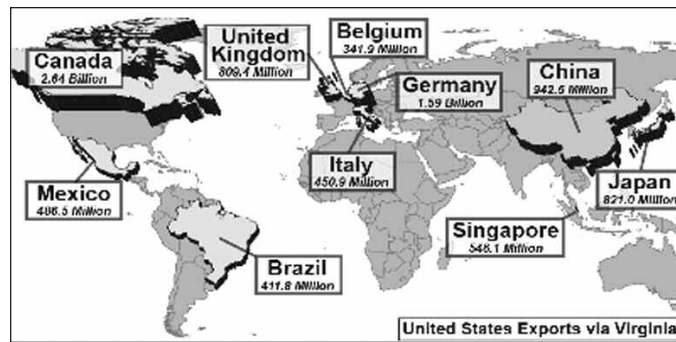 Canada
2.64 Billion
United
Kingdom
809.4 Million
Belgium
341.9 Million
Germany
1.59 Billion
China
942.5 Million
Italy
450.9 Million
Mexico
486.5 Million
Japan
821.0 Million
Singapore
546.1 Million
Brazil
411.8 Million
United States Exports via Virginia